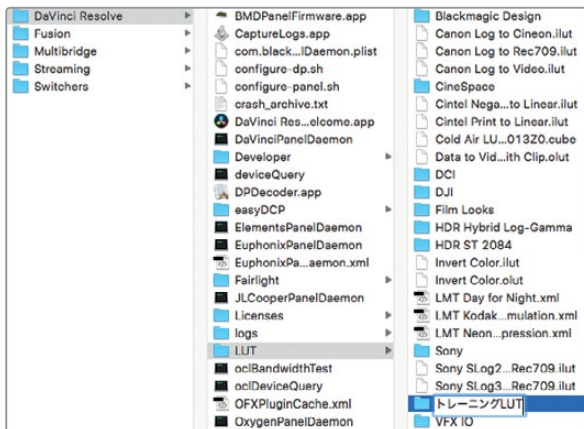 DaVinci Resolve
Fusion
Multibridge
Streaming
Switchers
BMDPanelFirmware.app
CaptureLogs.app
com.black...lDaemon.plist
configure-dp.sh
configure-panel.sh
crash_archive.txt
DaVinci Res...elcome.app
DaVinciPanelDaemon
Developer
deviceQuery
DPDecoder.app
easyDCP
ElementsPanelDaemon
EuphonixPanelDaemon
EuphonixPa...aemon.xml
Fairlight
JLCooperPanelDaemon
Licenses
logs
LUT
oclBandwidthTest
oclDeviceQuery
OFXPluginCache.xml
OxygenPanelDaemon
Blackmagic Design
Canon Log to Cineon.ilut
Canon Log to Rec709.ilut
Canon Log to Video.ilut
CineSpace
Cintel Nega...to Linear.ilut
Cintel Print to Linear.ilut
Cold Air LU...013Z0.cube
Data to Vid...ith Clip.olut
DCI
DJI
Film Looks
HDR Hybrid Log-Gamma
HDR ST 2084
Invert Color.ilut
Invert Color.olut
LMT Day for Night.xml
LMT Kodak...mulation.xml
LMT Neon...pression.xml
Sony
Sony SLog2...Rec709.ilut
Sony SLog3...Rec709.ilut
トレーニングLUT
VFX IO